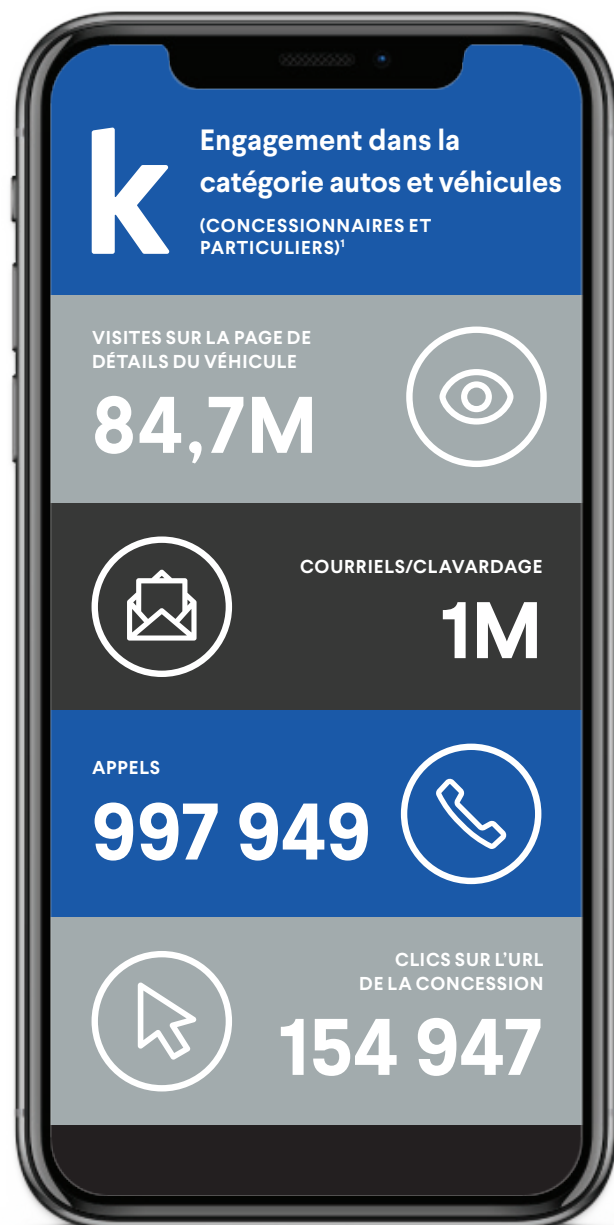 k
Engagement dans la
catégorie autos et véhicules
(CONCESSIONNAIRES ET
PARTICULIERS)¹
VISITES SUR LA PAGE DE
DÉTAILS DU VÉHICULE
84,7M
COURRIELS/CLAVARDAGE
1M
APPELS
997 949
CLICS SUR L'URL
DE LA CONCESSION
154 947